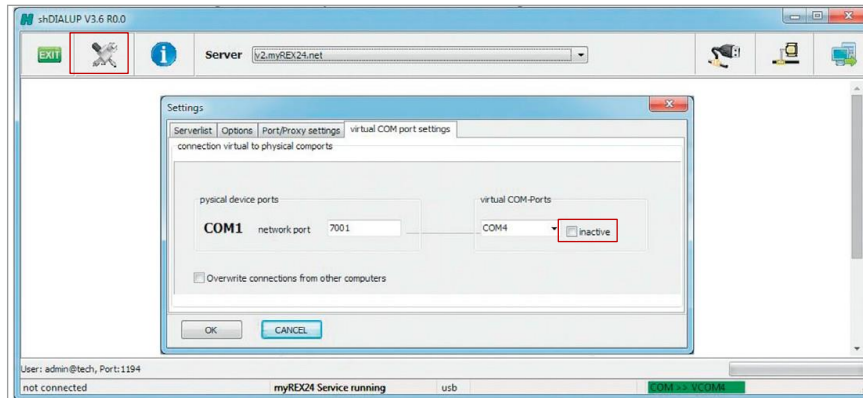 shDIALUP V3.6 R0.0
EXIT
Server v2.myREX24.net
Settings
Serverlist Options Port/Proxy settings virtual COM port settings
connection virtual to physical comports
pysical device ports virtual COM-Ports
COM1 network port 7001 COM4 inactive
Overwrite connections from other computers
OK CANCEL
User: admin@tech, Port:1194
not connected myREX24 Service running usb COM >> VCOM4